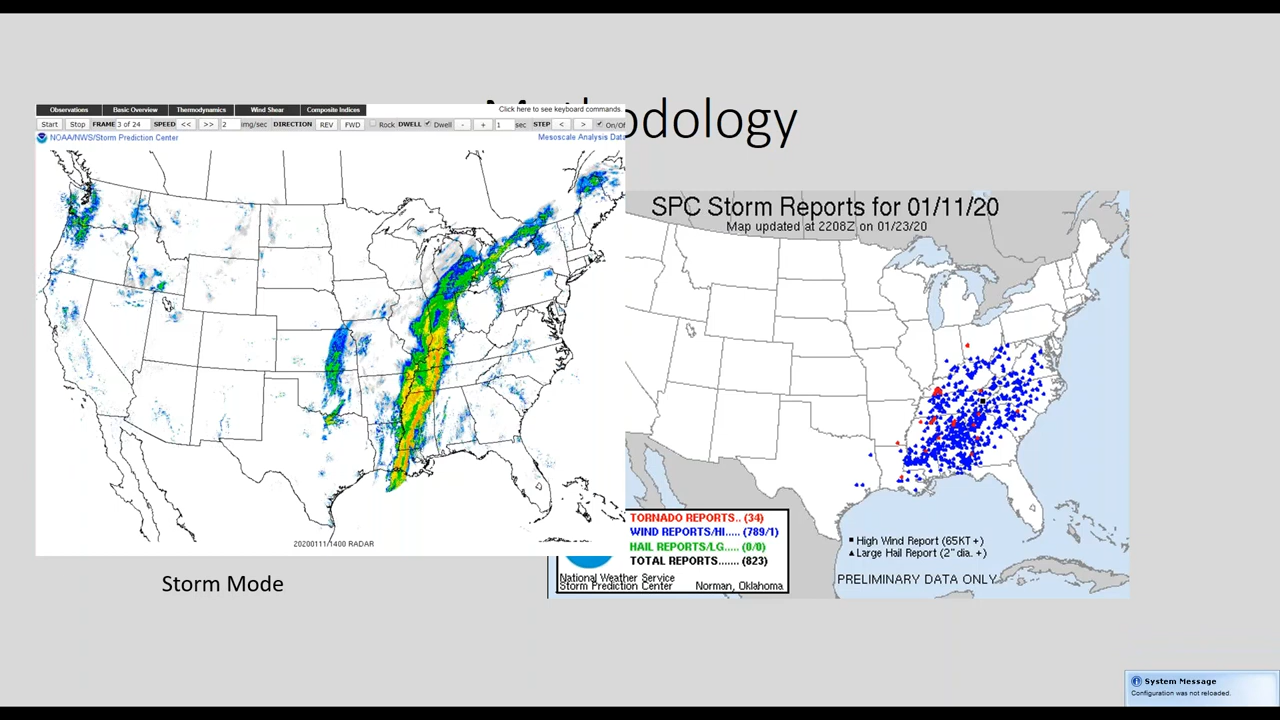 Methodology
Observations Basic Overview Thermodynamics Wind Shear Composite Indices
Click here to see keyboard commands.
Start Stop FRAME 3 of 24 SPEED << >> 2 img/sec DIRECTION REV FWD Rock DWELL Dwell - + 1 sec STEP < > On/Of
NOAA/NWS/Storm Prediction Center
Mesoscale Analysis Data
20200111/1400 RADAR
Storm Mode
SPC Storm Reports for 01/11/20
Map updated at 2208Z on 01/23/20
TORNADO REPORTS.. (34)
WIND REPORTS/HI..... (789/1)
HAIL REPORTS/LG..... (0/0)
TOTAL REPORTS....... (823)
National Weather Service
Storm Prediction Center Norman, Oklahoma
High Wind Report (65KT +)
Large Hail Report (2" dia. +)
PRELIMINARY DATA ONLY
System Message
Configuration was not reloaded.